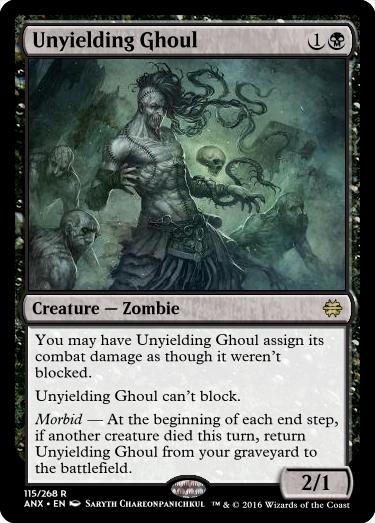 Unyielding Ghoul 1
Creature — Zombie
You may have Unyielding Ghoul assign its
combat damage as though it weren't
blocked.
Unyielding Ghoul can't block.
Morbid — At the beginning of each end step,
if another creature died this turn, return
Unyielding Ghoul from your graveyard to
the battlefield.
2/1
115/268 R
ANX • EN Saryth Chareonpanichkul ™ & © 2016 Wizards of the Coast